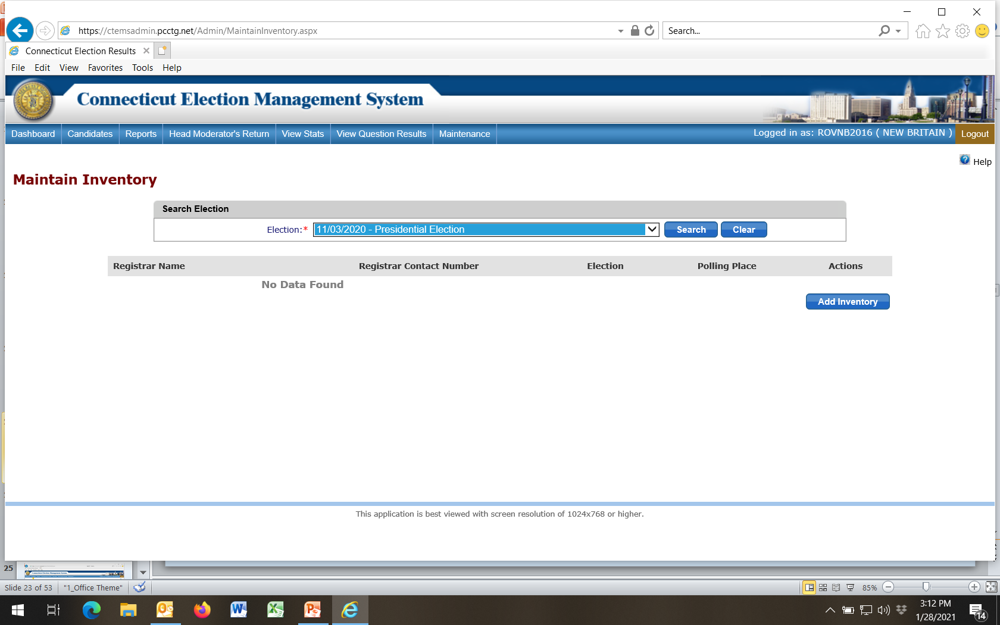 https://ctemsadmin.pcctg.net/Admin/MaintainInventory.aspx
Search...
Connecticut Election Results
File Edit View Favorites Tools Help
Connecticut Election Management System
Dashboard Candidates Reports Head Moderator's Return View Stats View Question Results Maintenance Logged in as: ROVNB2016 ( NEW BRITAIN ) Logout
Help
Maintain Inventory
Search Election
Election:* 11/03/2020 - Presidential Election Search Clear
Registrar Name Registrar Contact Number Election Polling Place Actions
No Data Found
Add Inventory
This application is best viewed with screen resolution of 1024x768 or higher.
25
Slide 23 of 53 "1_Office Theme" 85%
3:12 PM
1/28/2021
14